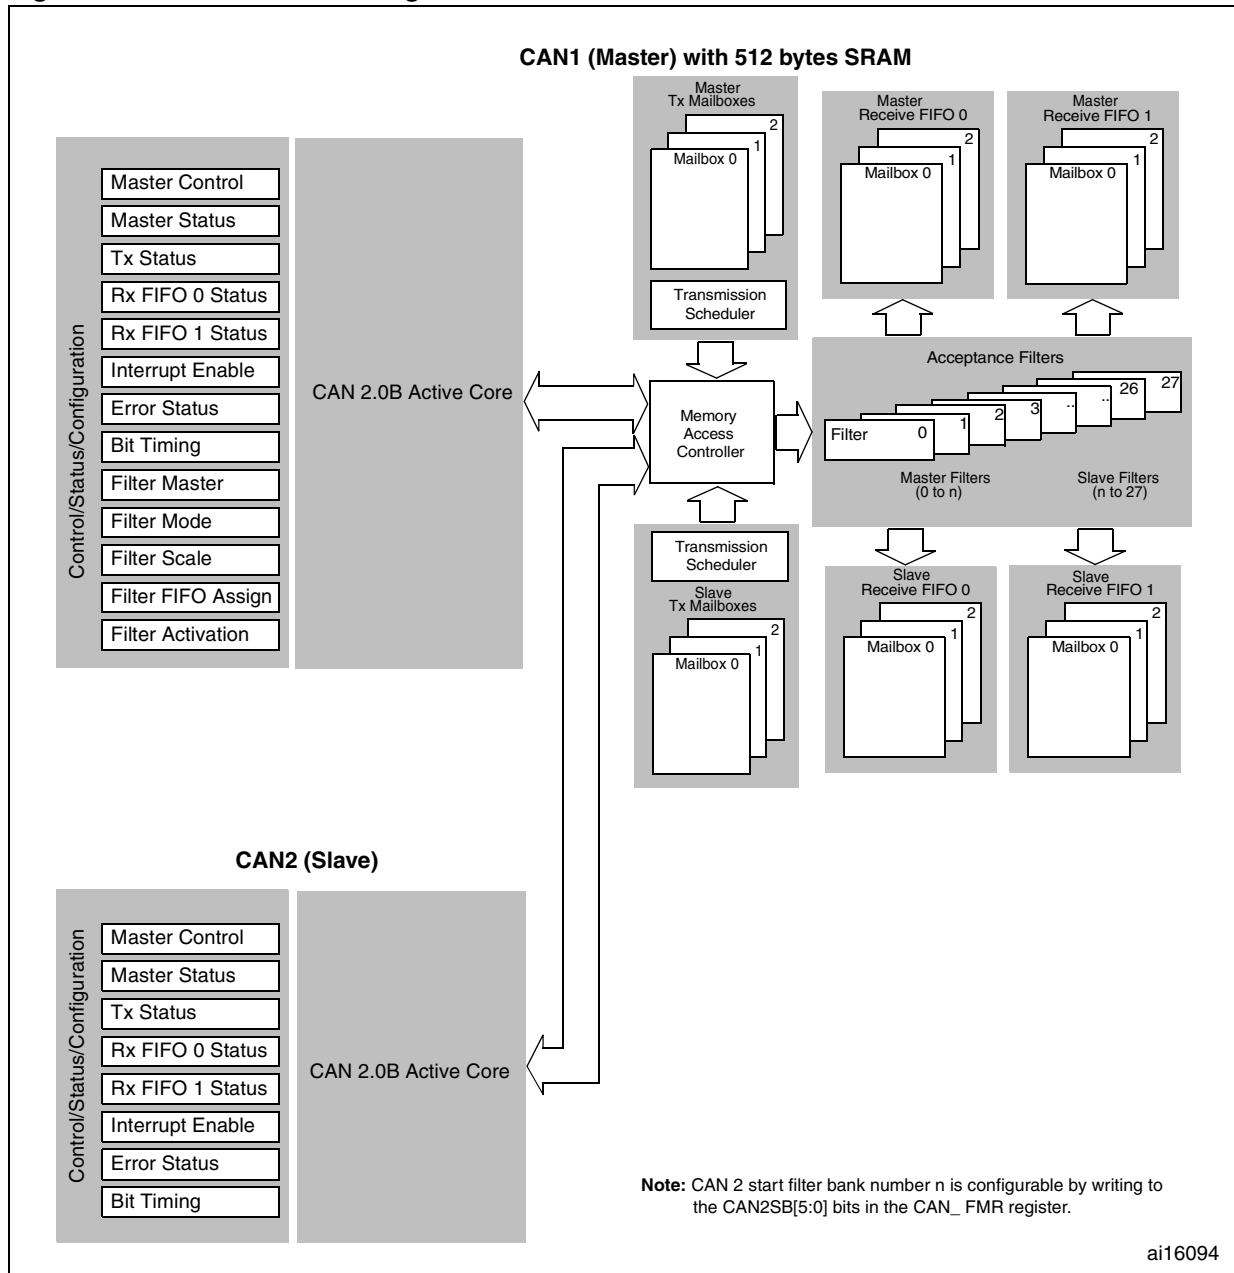 CAN1 (Master) with 512 bytes SRAM
Master
Tx Mailboxes
2
1
Mailbox 0
Transmission
Scheduler
Master
Receive FIFO 0
2
1
Mailbox 0
Master
Receive FIFO 1
2
1
Mailbox 0
Control/Status/Configuration
Master Control
Master Status
Tx Status
Rx FIFO 0 Status
Rx FIFO 1 Status
Interrupt Enable
Error Status
Bit Timing
Filter Master
Filter Mode
Filter Scale
Filter FIFO Assign
Filter Activation
CAN 2.0B Active Core
Memory
Access
Controller
Acceptance Filters
Filter 0 1 2 3 .. .. 26 27
Master Filters
(0 to n)
Slave Filters
(n to 27)
Transmission
Scheduler
Slave
Tx Mailboxes
2
1
Mailbox 0
Slave
Receive FIFO 0
2
1
Mailbox 0
Slave
Receive FIFO 1
2
1
Mailbox 0
CAN2 (Slave)
Control/Status/Configuration
Master Control
Master Status
Tx Status
Rx FIFO 0 Status
Rx FIFO 1 Status
Interrupt Enable
Error Status
Bit Timing
CAN 2.0B Active Core
Note: CAN 2 start filter bank number n is configurable by writing to
the CAN2SB[5:0] bits in the CAN_ FMR register.
ai16094